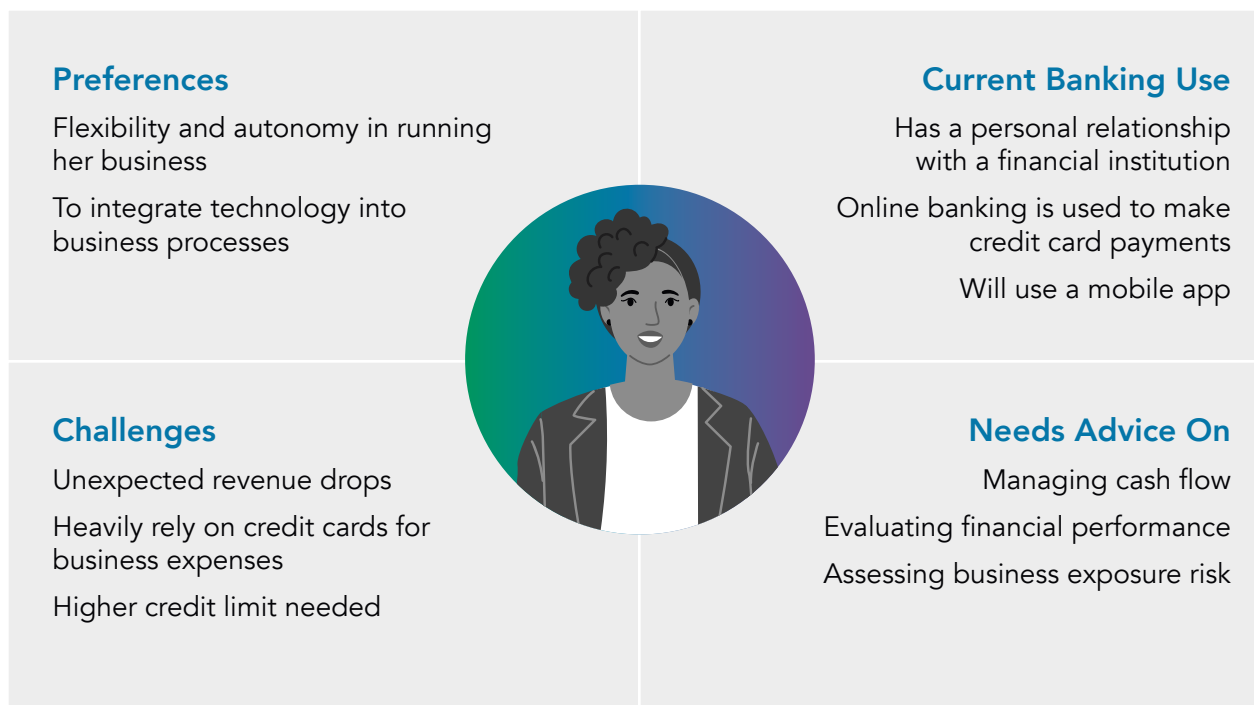 Preferences
Flexibility and autonomy in running
her business
To integrate technology into
business processes
Current Banking Use
Has a personal relationship
with a financial institution
Online banking is used to make
credit card payments
Will use a mobile app
Challenges
Unexpected revenue drops
Heavily rely on credit cards for
business expenses
Higher credit limit needed
Needs Advice On
Managing cash flow
Evaluating financial performance
Assessing business exposure risk